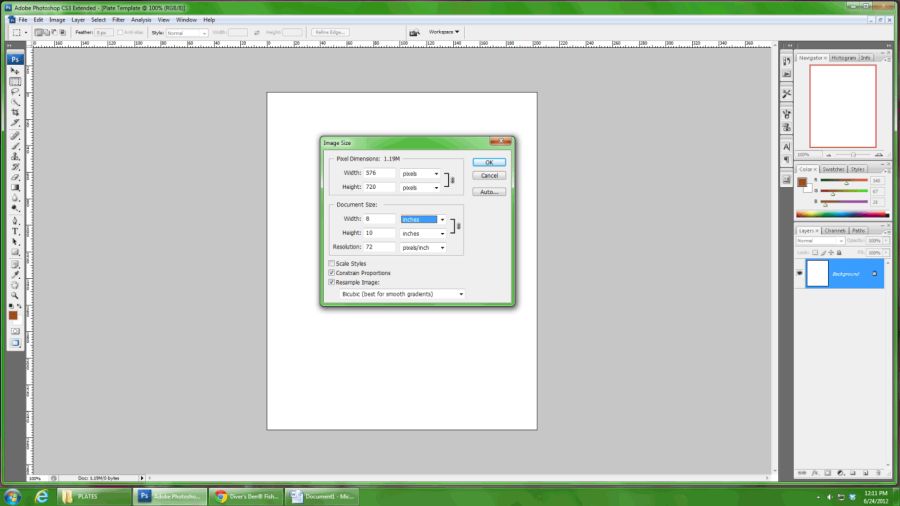 Adobe Photoshop CS3 Extended - [Plate Template @ 100% (RGB/8)]
File Edit Image Layer Select Filter Analysis View Window Help
Feather: 0 px Anti-alias Style: Normal Width: Height: Refine Edge... Workspace
Image Size
Pixel Dimensions: 1.19M
Width: 576 pixels
Height: 720 pixels
Document Size:
Width: 8 inches
Height: 10 inches
Resolution: 72 pixels/inch
Scale Styles
Constrain Proportions
Resample Image:
Bicubic (best for smooth gradients)
OK
Cancel
Auto...
Navigator Histogram Info
100%
Color Swatches Styles
R
G 67
B
Layers Channels Paths
Normal Opacity: 100%
Lock: Fill: 100%
Background
100% Doc: 1.19M/0 bytes
PLATES
Adobe Photosh...
Diver's Den® Fish...
Document1 - Mic...
12:11 PM
6/24/2012